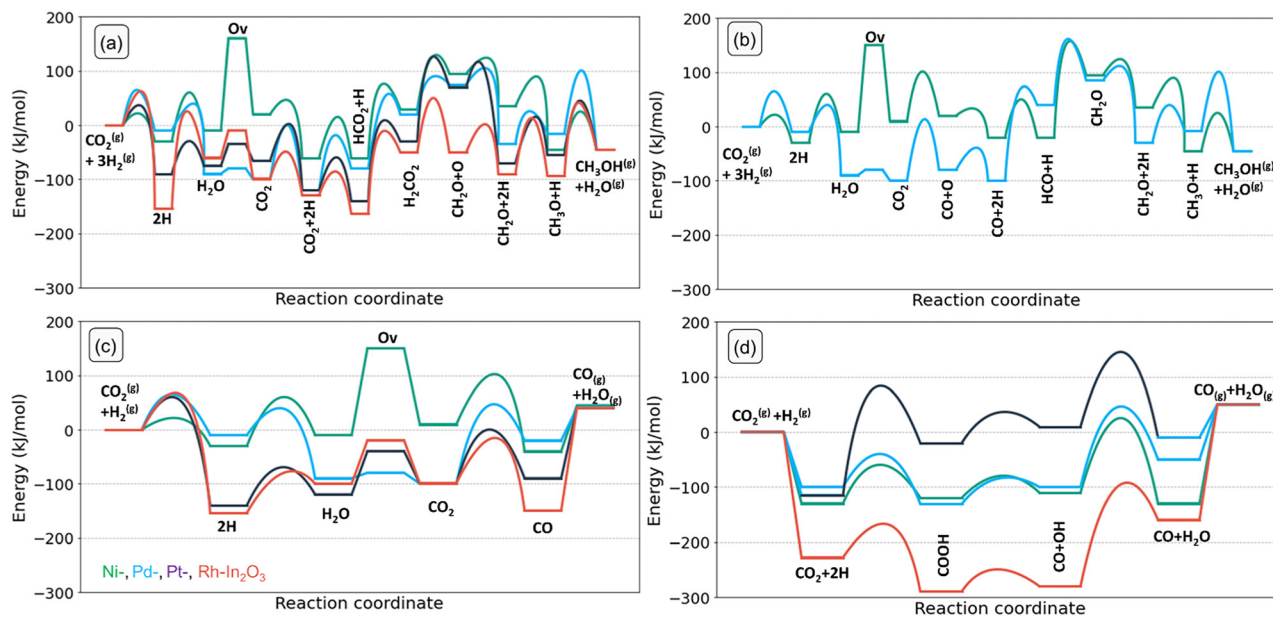 (a)
200
100
0
−100
−200
−300
Energy (kJ/mol)
CO2(g)
+ 3H2(g)
2H
H2O
Ov
CO2
CO2+2H
HCO2+H
H2CO2
CH2O+O
CH2O+2H
CH3O+H
CH3OH(g)
+H2O(g)
Reaction coordinate
(b)
200
100
0
−100
−200
−300
Energy (kJ/mol)
CO2(g)
+ 3H2(g)
2H
H2O
Ov
CO2
CO+O
CO+2H
HCO+H
CH2O
CH2O+2H
CH3O+H
CH3OH(g)
+H2O(g)
Reaction coordinate
(c)
200
100
0
−100
−200
−300
Energy (kJ/mol)
CO2(g)
+H2(g)
2H
H2O
Ov
CO2
CO
CO(g)
+H2O(g)
Ni-, Pd-, Pt-, Rh-In2O3
Reaction coordinate
(d)
200
100
0
−100
−200
−300
Energy (kJ/mol)
CO2(g) +H2(g)
CO2+2H
COOH
CO+OH
CO+H2O
CO(g)+H2O(g)
Reaction coordinate